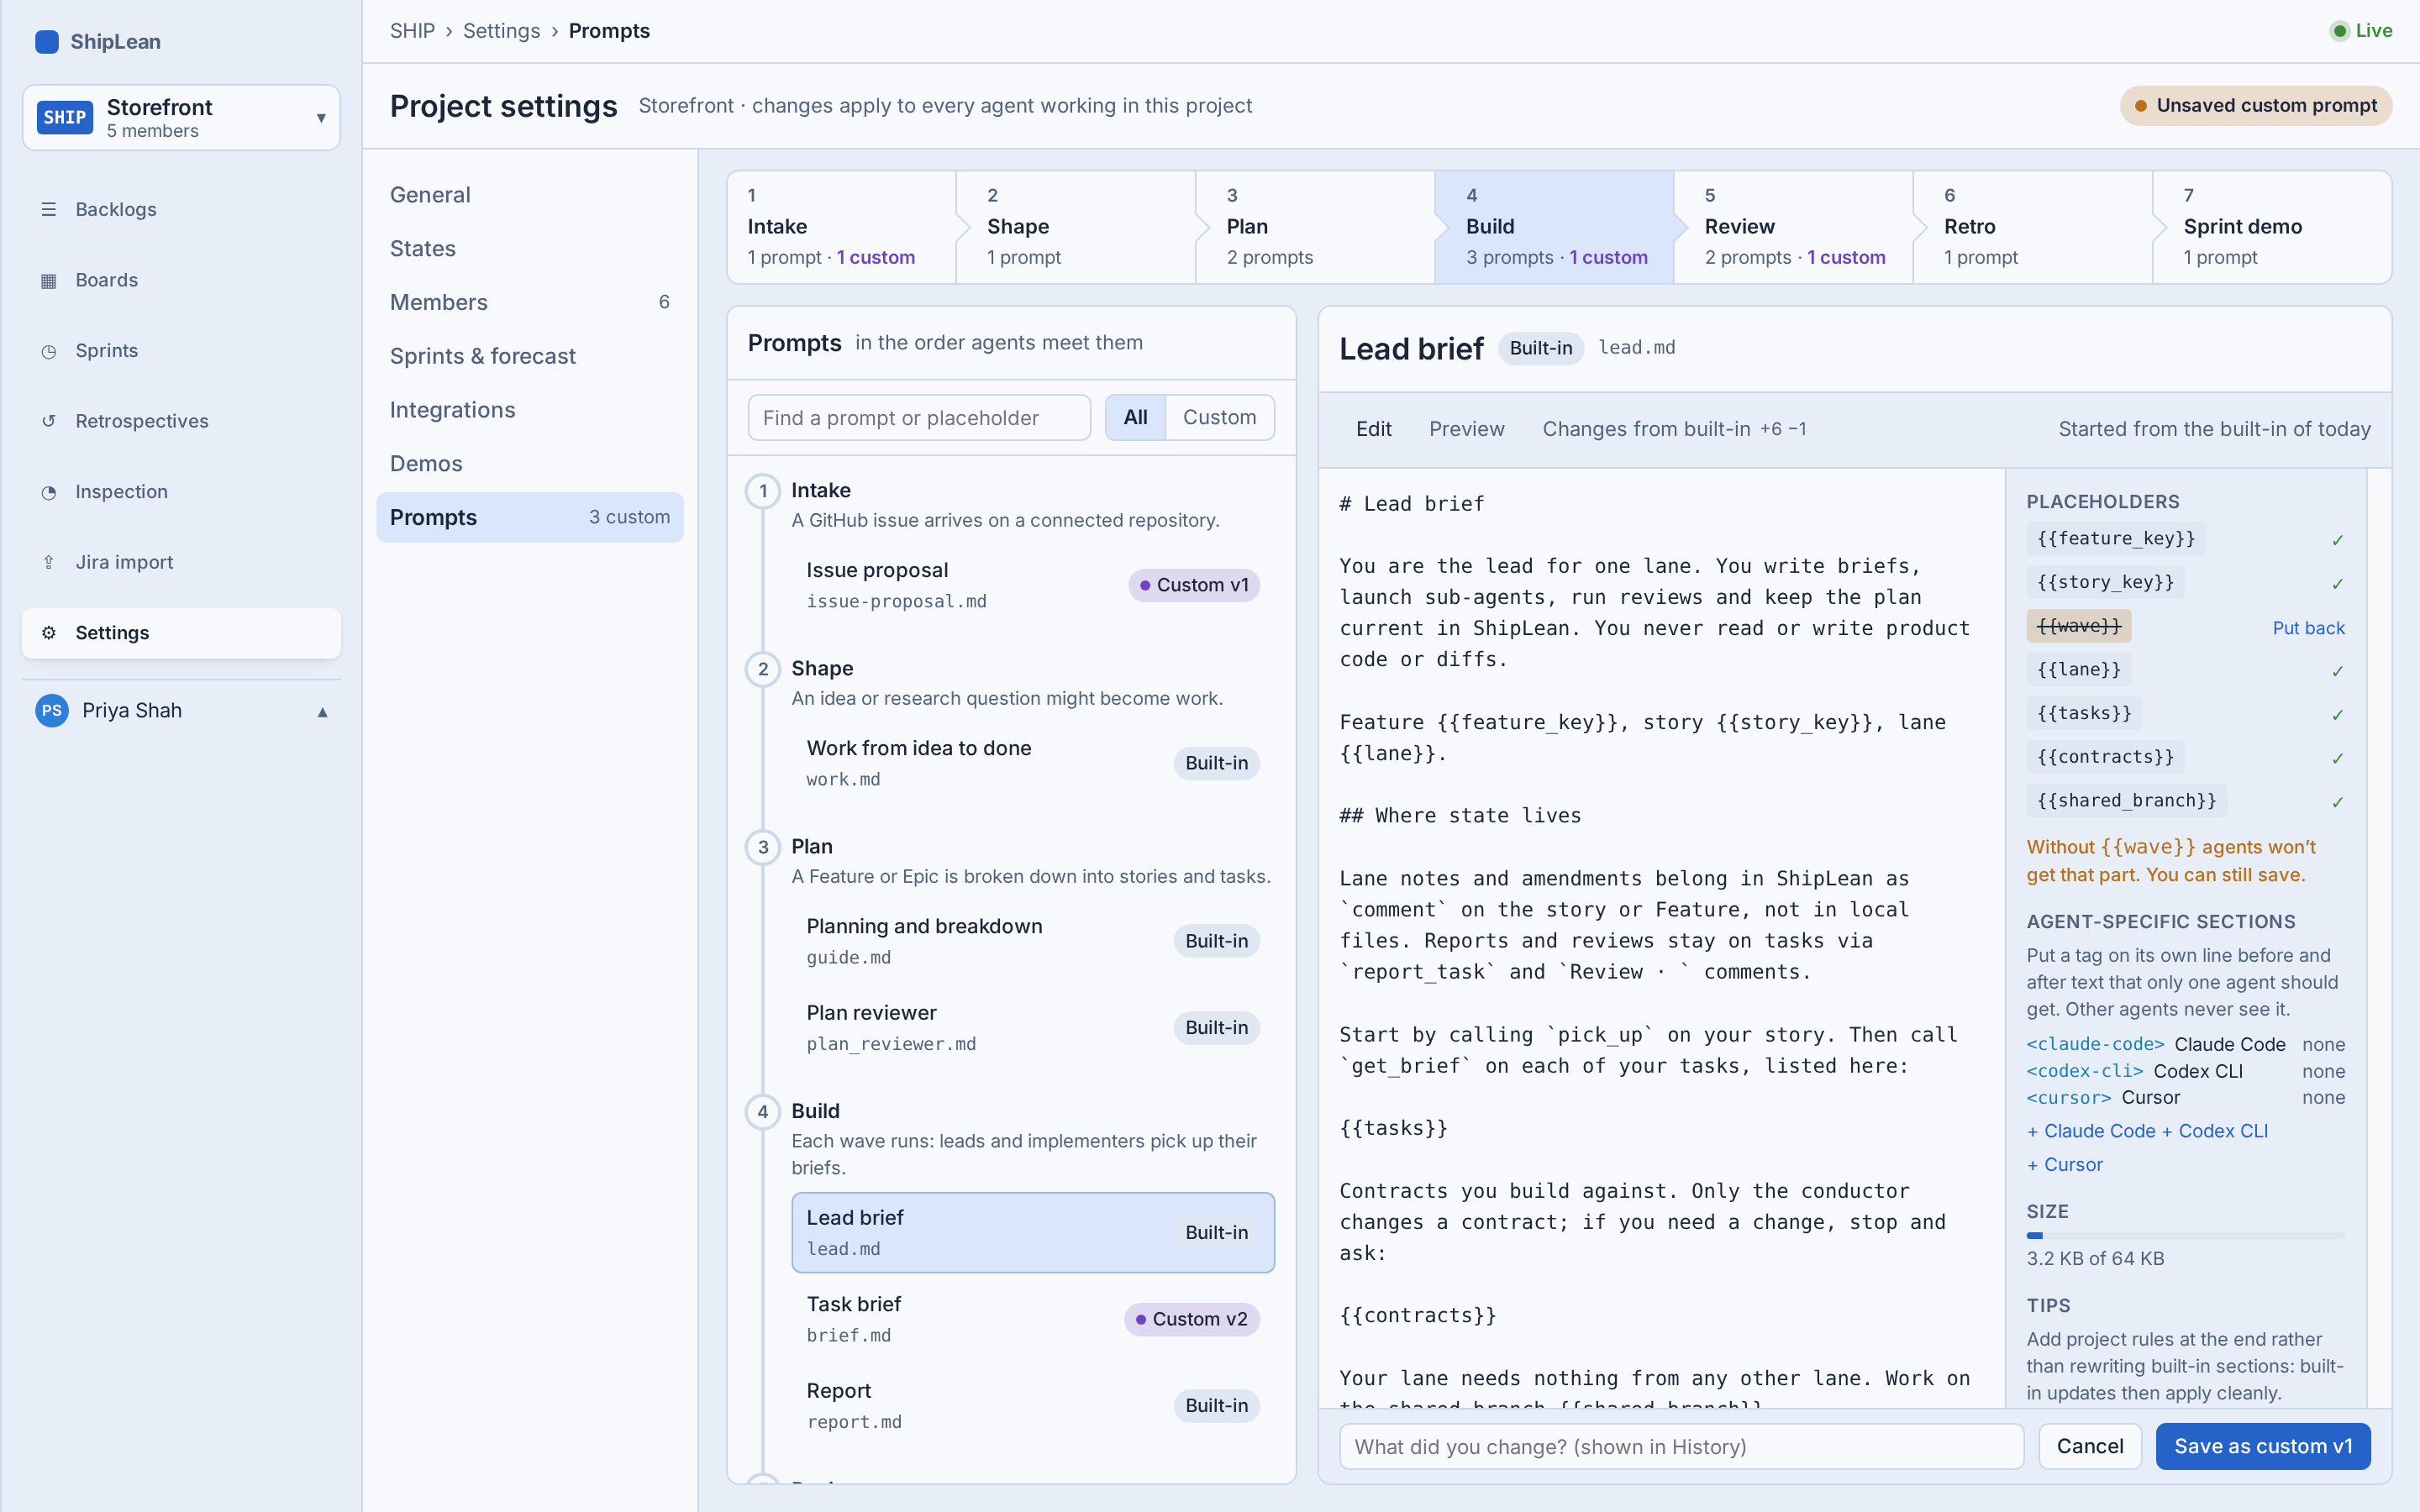 ShipLean
SHIP
Storefront
5 members
Backlogs
Boards
Sprints
Retrospectives
Inspection
Jira import
Settings
PS
Priya Shah
SHIP › Settings › Prompts
Live
Project settings
Storefront · changes apply to every agent working in this project
Unsaved custom prompt
General
States
Members 6
Sprints & forecast
Integrations
Demos
Prompts 3 custom
1
Intake
1 prompt · 1 custom
2
Shape
1 prompt
3
Plan
2 prompts
4
Build
3 prompts · 1 custom
5
Review
2 prompts · 1 custom
6
Retro
1 prompt
7
Sprint demo
1 prompt
Prompts in the order agents meet them
Find a prompt or placeholder
All
Custom
1 Intake
A GitHub issue arrives on a connected repository.
Issue proposal
issue-proposal.md
Custom v1
2 Shape
An idea or research question might become work.
Work from idea to done
work.md
Built-in
3 Plan
A Feature or Epic is broken down into stories and tasks.
Planning and breakdown
guide.md
Built-in
Plan reviewer
plan_reviewer.md
Built-in
4 Build
Each wave runs: leads and implementers pick up their
briefs.
Lead brief
lead.md
Built-in
Task brief
brief.md
Custom v2
Report
report.md
Built-in
Lead brief Built-in lead.md
Edit
Preview
Changes from built-in +6 −1
Started from the built-in of today
# Lead brief
You are the lead for one lane. You write briefs,
launch sub-agents, run reviews and keep the plan
current in ShipLean. You never read or write product
code or diffs.
Feature {{feature_key}}, story {{story_key}}, lane
{{lane}}.
## Where state lives
Lane notes and amendments belong in ShipLean as
`comment` on the story or Feature, not in local
files. Reports and reviews stay on tasks via
`report_task` and `Review · ` comments.
Start by calling `pick_up` on your story. Then call
`get_brief` on each of your tasks, listed here:
{{tasks}}
Contracts you build against. Only the conductor
changes a contract; if you need a change, stop and
ask:
{{contracts}}
Your lane needs nothing from any other lane. Work on
the shared branch {{shared_branch}}
PLACEHOLDERS
{{feature_key}} ✓
{{story_key}} ✓
{{wave}} Put back
{{lane}} ✓
{{tasks}} ✓
{{contracts}} ✓
{{shared_branch}} ✓
Without {{wave}} agents won’t
get that part. You can still save.
AGENT-SPECIFIC SECTIONS
Put a tag on its own line before and
after text that only one agent should
get. Other agents never see it.
<claude-code> Claude Code none
<codex-cli> Codex CLI none
<cursor> Cursor none
+ Claude Code + Codex CLI
+ Cursor
SIZE
3.2 KB of 64 KB
TIPS
Add project rules at the end rather
than rewriting built-in sections: built-
in updates then apply cleanly.
What did you change? (shown in History)
Cancel
Save as custom v1